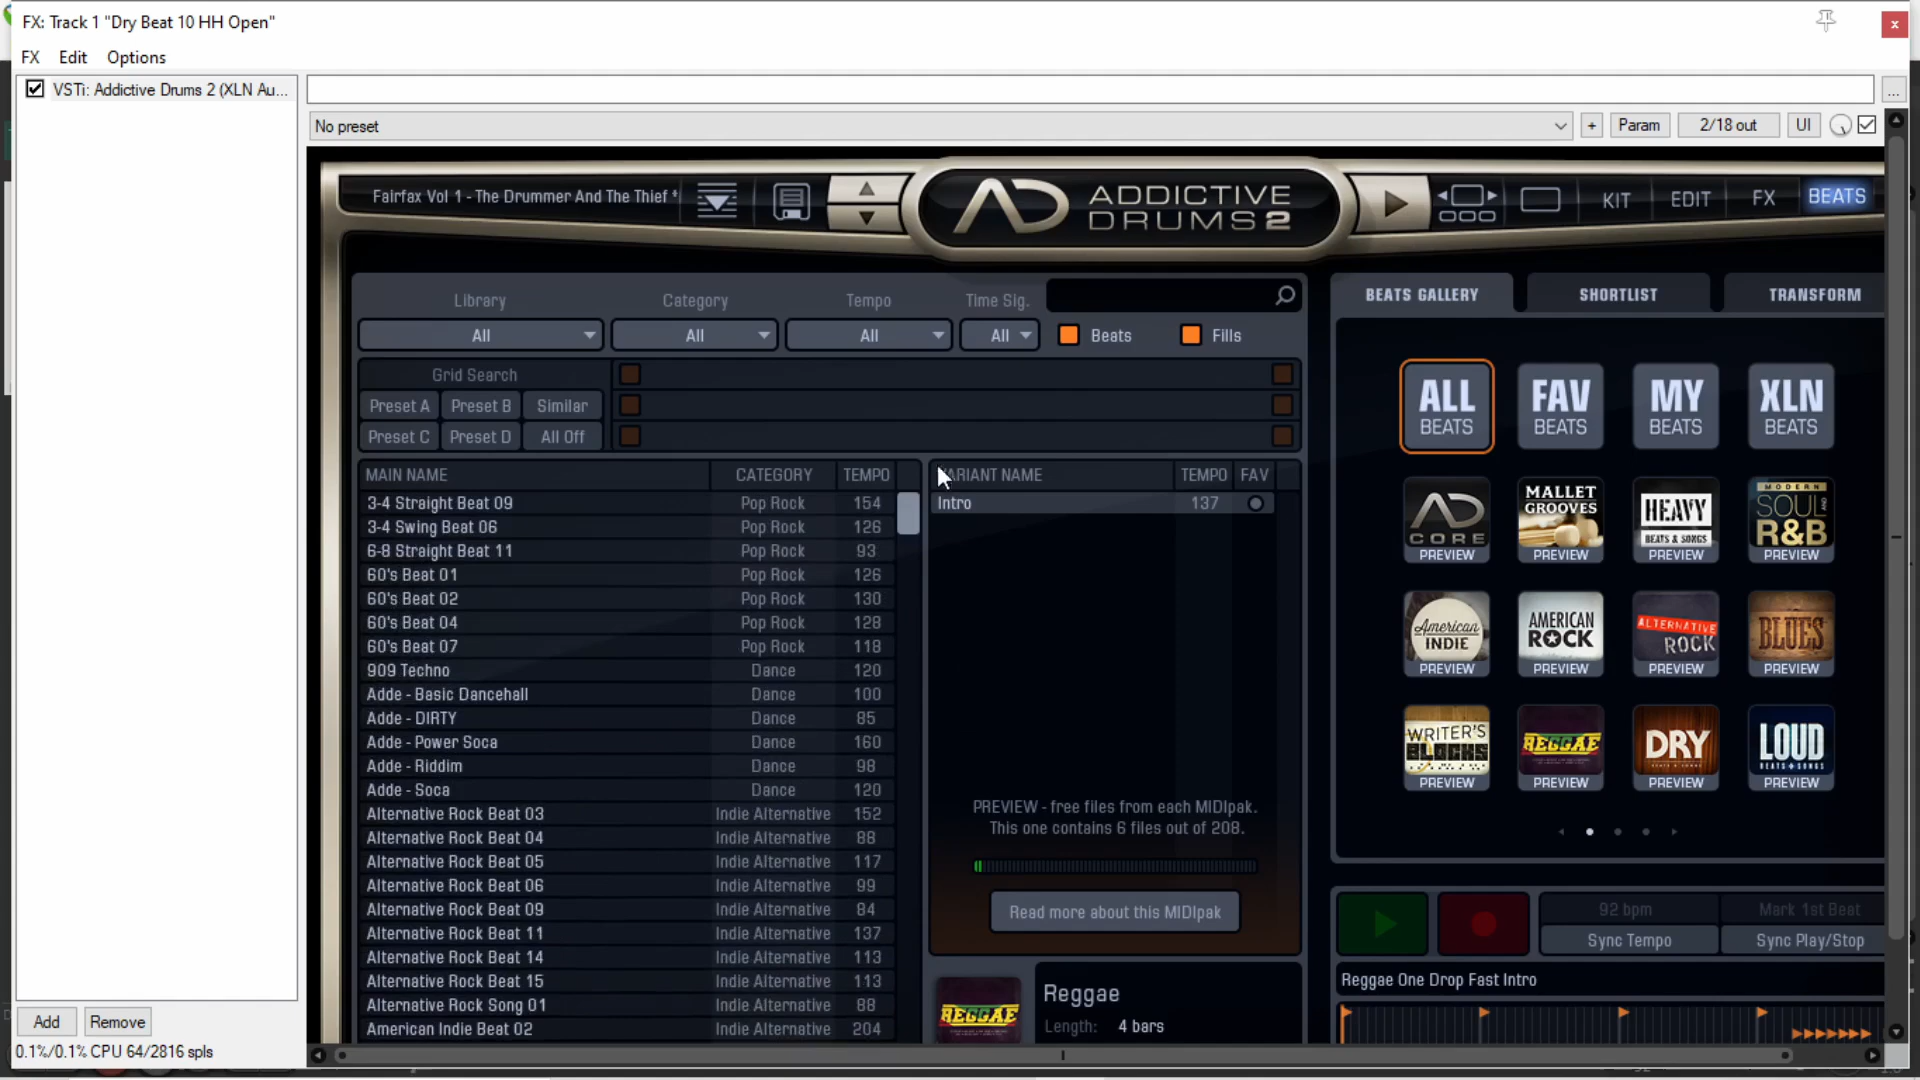 FX: Track 1 "Dry Beat 10 HH Open"
FX Edit Options
VSTi: Addictive Drums 2 (XLN Au...
No preset
+ Param 2/18 out UI
Fairfax Vol 1 - The Drummer And The Thief *
ADDICTIVE
DRUMS 2
KIT EDIT FX BEATS
Library Category Tempo Time Sig.
All All All All Beats Fills
Grid Search
Preset A Preset B Similar
Preset C Preset D All Off
MAIN NAME CATEGORY TEMPO
3-4 Straight Beat 09 Pop Rock 154
3-4 Swing Beat 06 Pop Rock 126
6-8 Straight Beat 11 Pop Rock 93
60's Beat 01 Pop Rock 126
60's Beat 02 Pop Rock 130
60's Beat 04 Pop Rock 128
60's Beat 07 Pop Rock 118
909 Techno Dance 120
Adde - Basic Dancehall Dance 100
Adde - DIRTY Dance 85
Adde - Power Soca Dance 160
Adde - Riddim Dance 98
Adde - Soca Dance 120
Alternative Rock Beat 03 Indie Alternative 152
Alternative Rock Beat 04 Indie Alternative 88
Alternative Rock Beat 05 Indie Alternative 117
Alternative Rock Beat 06 Indie Alternative 99
Alternative Rock Beat 09 Indie Alternative 84
Alternative Rock Beat 11 Indie Alternative 137
Alternative Rock Beat 14 Indie Alternative 113
Alternative Rock Beat 15 Indie Alternative 113
Alternative Rock Song 01 Indie Alternative 88
American Indie Beat 02 Indie Alternative 204
VARIANT NAME TEMPO FAV
Intro 137
PREVIEW - free files from each MIDIpak.
This one contains 6 files out of 208.
Read more about this MIDIpak
REGGAE
Reggae
Length: 4 bars
BEATS GALLERY SHORTLIST TRANSFORM
ALL BEATS
FAV BEATS
MY BEATS
XLN BEATS
CORE
PREVIEW
MALLET
GROOVES
PREVIEW
HEAVY
BEATS & SONGS
PREVIEW
MODERN
SOUL
AND
R&B
PREVIEW
American
INDIE
PREVIEW
AMERICAN
ROCK
PREVIEW
ALTERNATIVE
ROCK
PREVIEW
BLUES
PREVIEW
WRITER'S
BLOCKS
PREVIEW
REGGAE
PREVIEW
DRY
BEATS & SONGS
PREVIEW
LOUD
BEATS + SONGS
PREVIEW
92 bpm Mark 1st Beat
Sync Tempo Sync Play/Stop
Reggae One Drop Fast Intro
Add Remove
0.1%/0.1% CPU 64/2816 spls